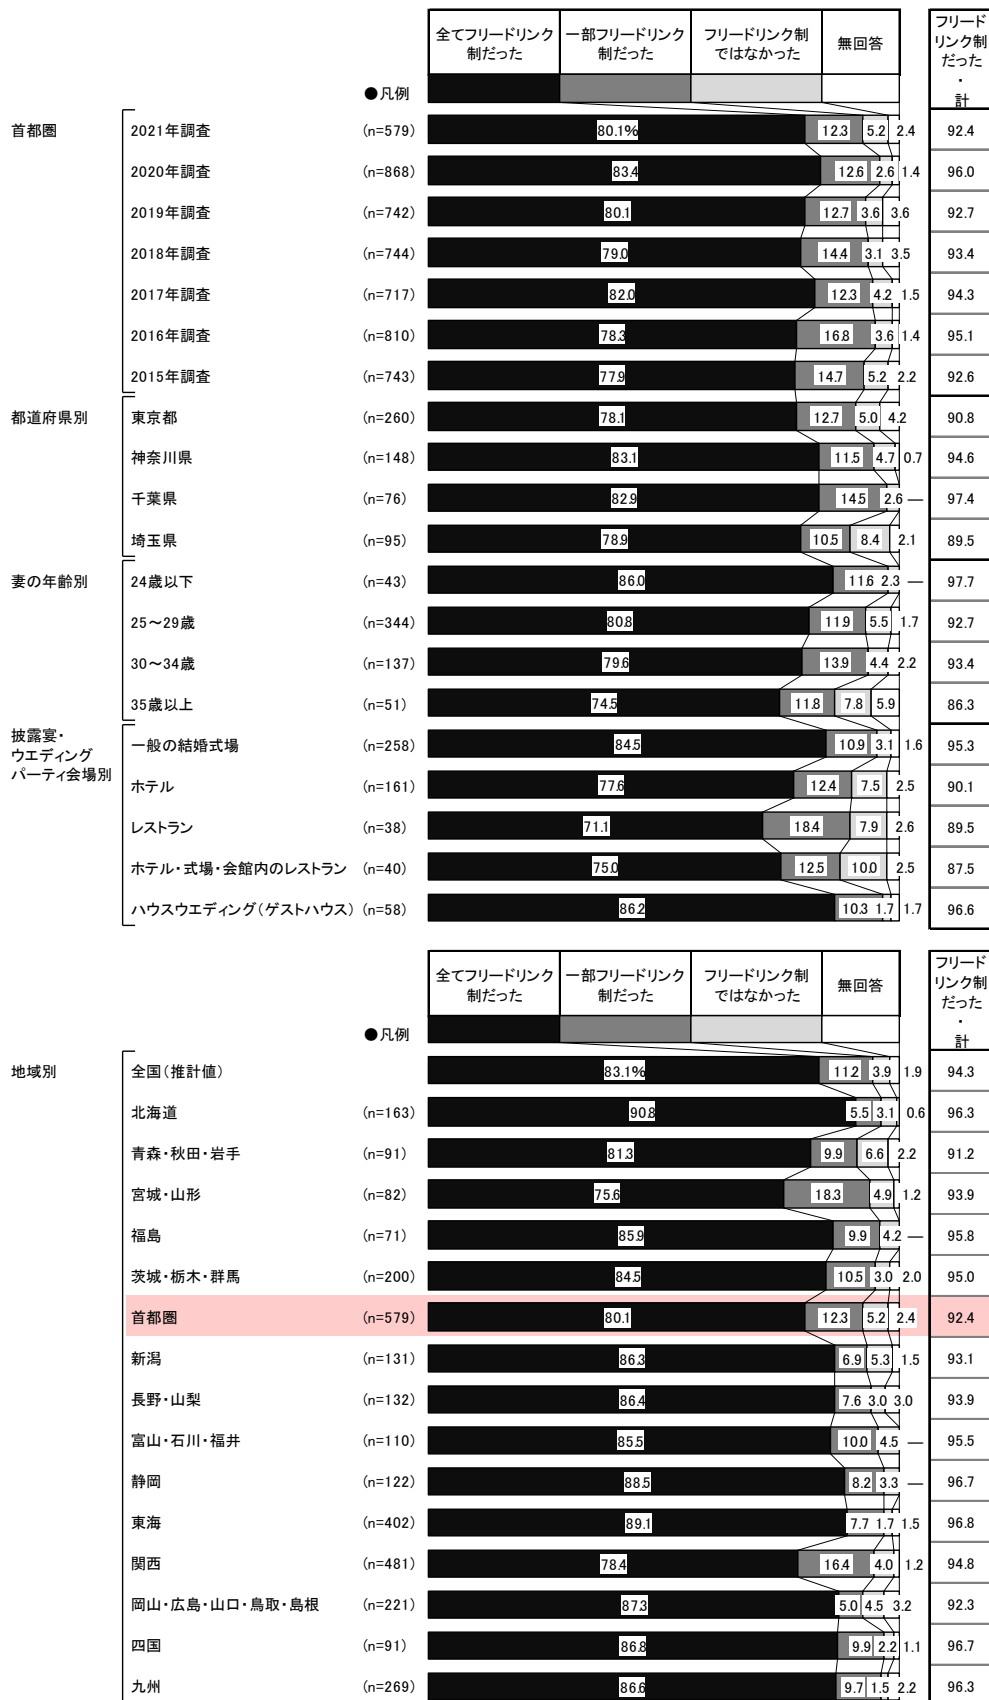 全てフリードリンク制だった 一部フリードリンク制だった フリードリンク制ではなかった 無回答 フリードリンク制だった・計
●凡例
首都圏 2021年調査 (n=579) 80.1% 12.3 5.2 2.4 92.4
2020年調査 (n=868) 83.4 12.6 2.6 1.4 96.0
2019年調査 (n=742) 80.1 12.7 3.6 3.6 92.7
2018年調査 (n=744) 79.0 14.4 3.1 3.5 93.4
2017年調査 (n=717) 82.0 12.3 4.2 1.5 94.3
2016年調査 (n=810) 78.3 16.8 3.6 1.4 95.1
2015年調査 (n=743) 77.9 14.7 5.2 2.2 92.6
都道府県別 東京都 (n=260) 78.1 12.7 5.0 4.2 90.8
神奈川県 (n=148) 83.1 11.5 4.7 0.7 94.6
千葉県 (n=76) 82.9 14.5 2.6 ― 97.4
埼玉県 (n=95) 78.9 10.5 8.4 2.1 89.5
妻の年齢別 24歳以下 (n=43) 86.0 11.6 2.3 ― 97.7
25～29歳 (n=344) 80.8 11.9 5.5 1.7 92.7
30～34歳 (n=137) 79.6 13.9 4.4 2.2 93.4
35歳以上 (n=51) 74.5 11.8 7.8 5.9 86.3
披露宴・
ウエディング
パーティ会場別
一般の結婚式場 (n=258) 84.5 10.9 3.1 1.6 95.3
ホテル (n=161) 77.6 12.4 7.5 2.5 90.1
レストラン (n=38) 71.1 18.4 7.9 2.6 89.5
ホテル・式場・会館内のレストラン (n=40) 75.0 12.5 10.0 2.5 87.5
ハウスウエディング(ゲストハウス) (n=58) 86.2 10.3 1.7 1.7 96.6
全てフリードリンク制だった 一部フリードリンク制だった フリードリンク制ではなかった 無回答 フリードリンク制だった・計
●凡例
地域別 全国(推計値) 83.1% 11.2 3.9 1.9 94.3
北海道 (n=163) 90.8 5.5 3.1 0.6 96.3
青森・秋田・岩手 (n=91) 81.3 9.9 6.6 2.2 91.2
宮城・山形 (n=82) 75.6 18.3 4.9 1.2 93.9
福島 (n=71) 85.9 9.9 4.2 ― 95.8
茨城・栃木・群馬 (n=200) 84.5 10.5 3.0 2.0 95.0
首都圏 (n=579) 80.1 12.3 5.2 2.4 92.4
新潟 (n=131) 86.3 6.9 5.3 1.5 93.1
長野・山梨 (n=132) 86.4 7.6 3.0 3.0 93.9
富山・石川・福井 (n=110) 85.5 10.0 4.5 ― 95.5
静岡 (n=122) 88.5 8.2 3.3 ― 96.7
東海 (n=402) 89.1 7.7 1.7 1.5 96.8
関西 (n=481) 78.4 16.4 4.0 1.2 94.8
岡山・広島・山口・鳥取・島根 (n=221) 87.3 5.0 4.5 3.2 92.3
四国 (n=91) 86.8 9.9 2.2 1.1 96.7
九州 (n=269) 86.6 9.7 1.5 2.2 96.3